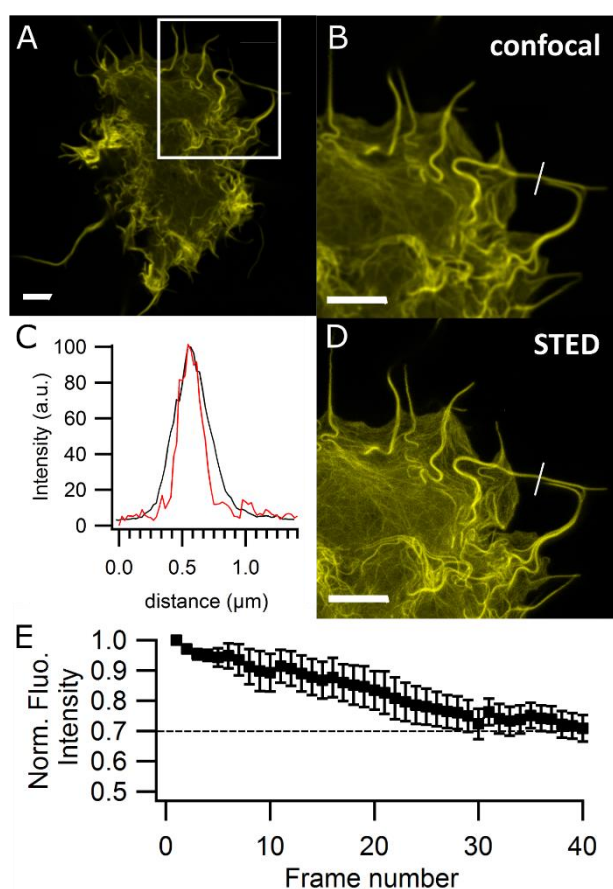 A
B
confocal
C
100
80
60
40
20
0
Intensity (a.u.)
0.0
0.5
1.0
distance (µm)
D
STED
E
1.0
0.9
0.8
0.7
0.6
0.5
Norm. Fluo.
Intensity
0
10
20
30
40
Frame number